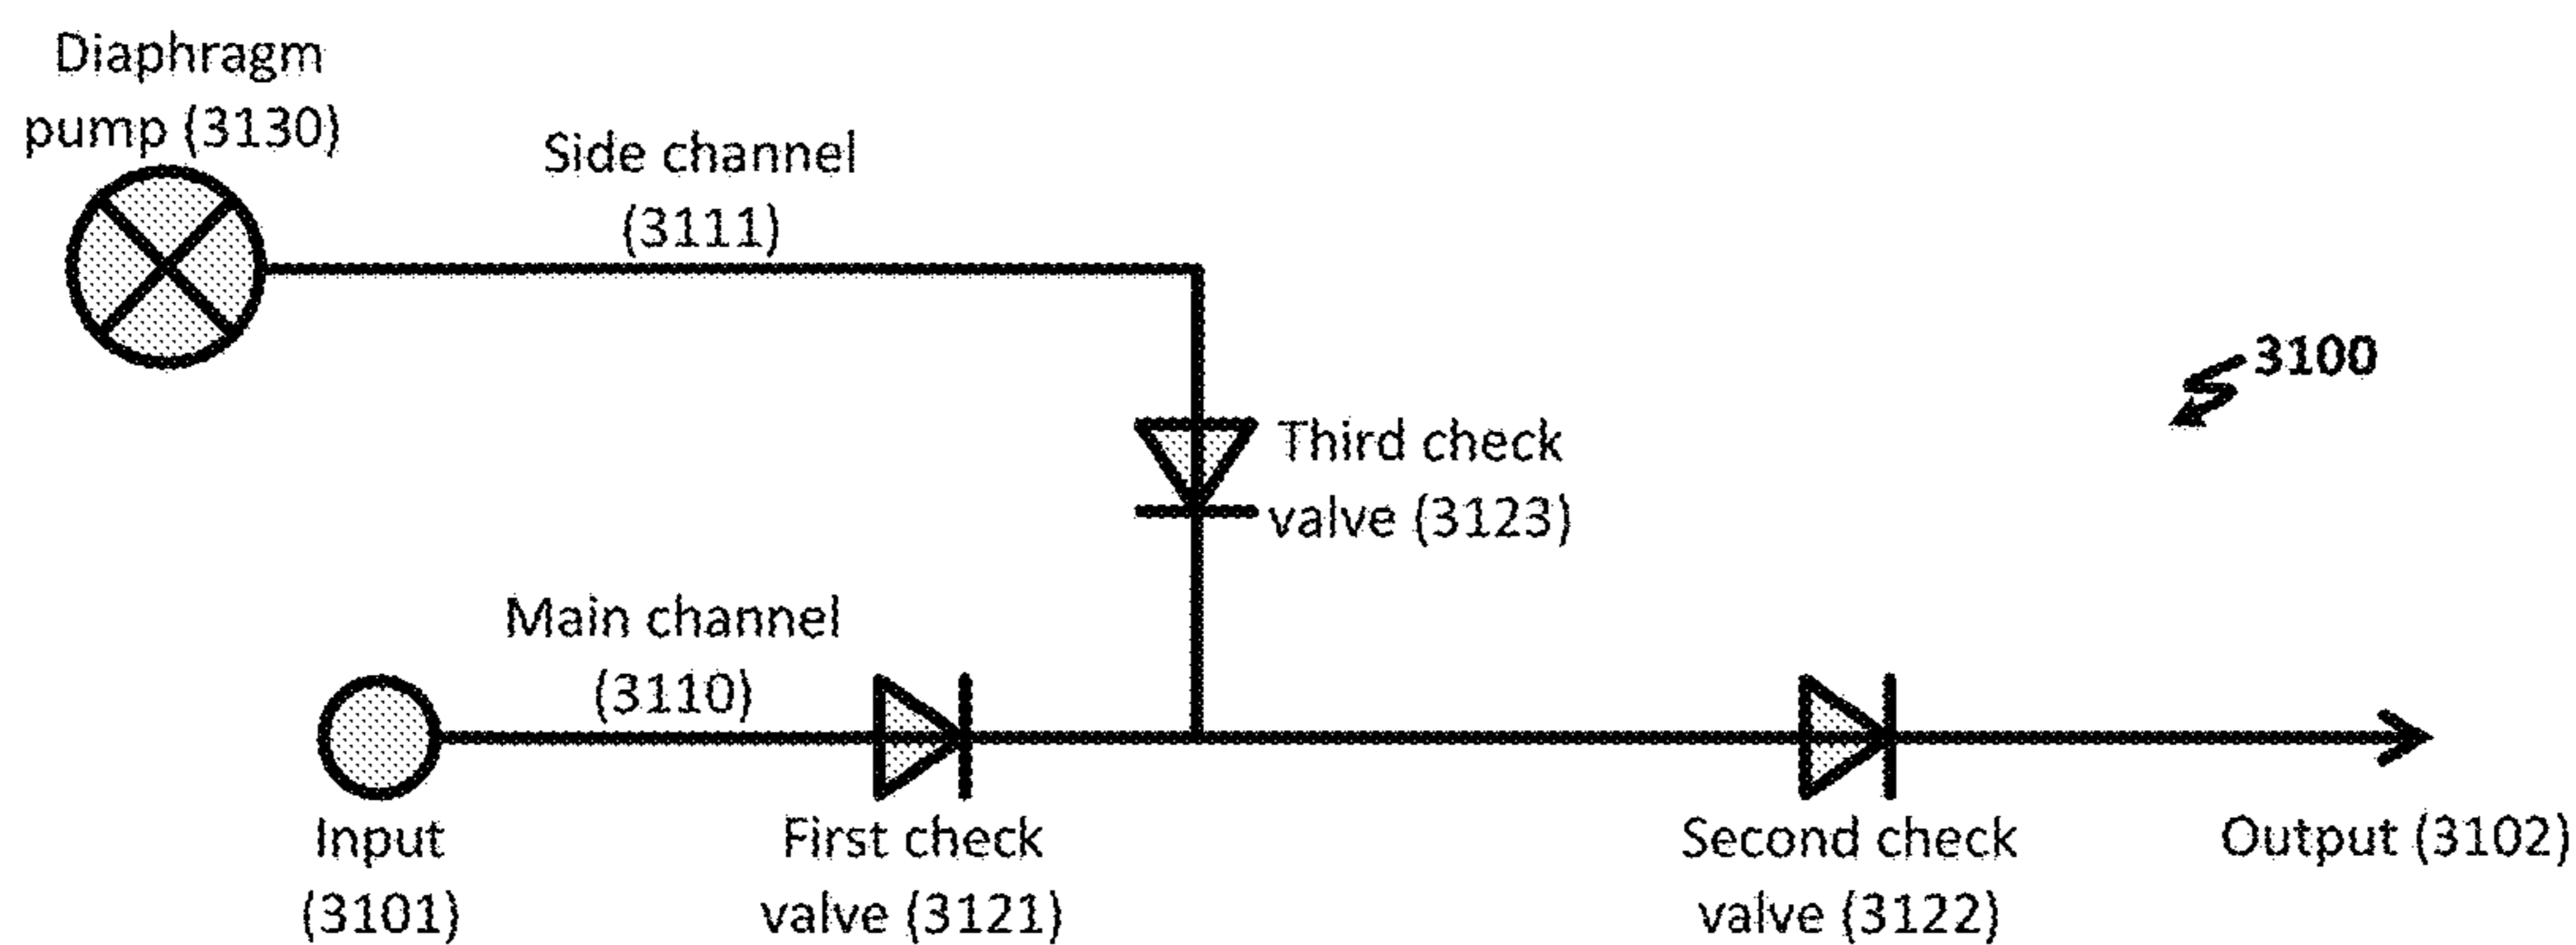 Diaphragm
pump (3130)
Side channel
(3111)
3100
Third check
valve (3123)
Main channel
(3110)
Input
(3101)
First check
valve (3121)
Second check
valve (3122)
Output (3102)